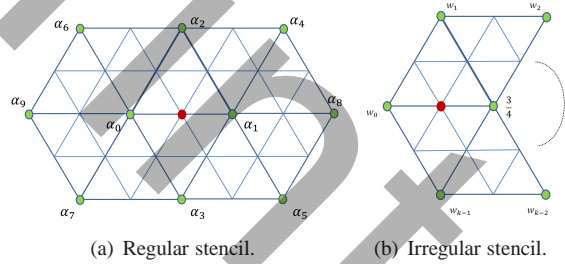 α₆ α₂ α₄
α₉ α₀ α₁ α₈
α₇ α₃ α₅
(a) Regular stencil.
w₁ w₂
w₀ 3/4
wₖ₋₁ wₖ₋₂
(b) Irregular stencil.